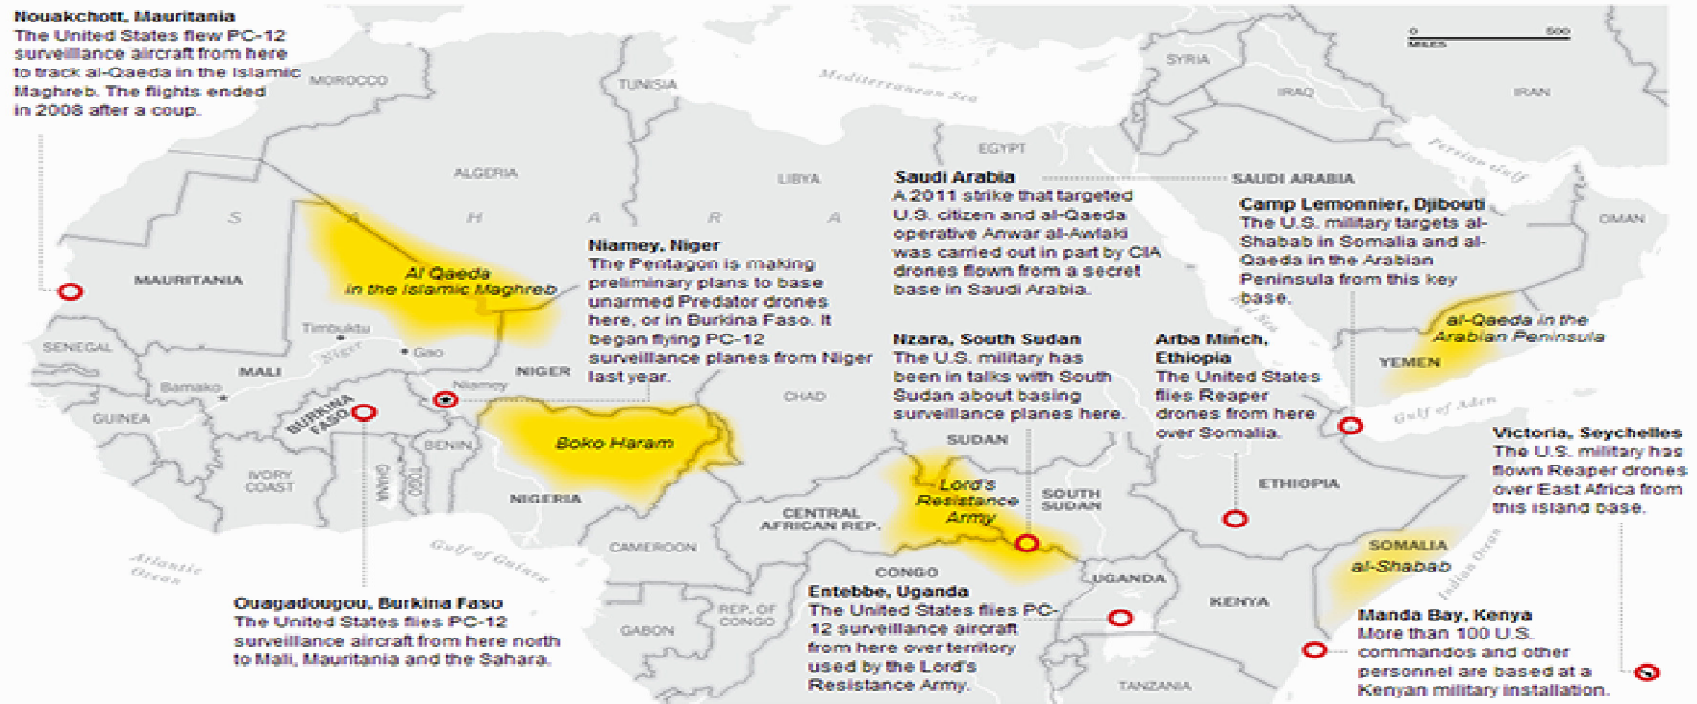 Nouakchott, Mauritania
The United States flew PC-12
surveillance aircraft from here
to track al-Qaeda in the Islamic
Maghreb. The flights ended
in 2008 after a coup.
MOROCCO
TUNISIA
Mediterranean Sea
SYRIA
IRAQ
IRAN
0 500
MILES
ALGERIA
LIBYA
EGYPT
Persian Gulf
S A H A R A
Saudi Arabia
A 2011 strike that targeted
U.S. citizen and al-Qaeda
operative Anwar al-Awlaki
was carried out in part by CIA
drones flown from a secret
base in Saudi Arabia.
SAUDI ARABIA
Camp Lemonnier, Djibouti
The U.S. military targets al-
Shabab in Somalia and al-
Qaeda in the Arabian
Peninsula from this key
base.
OMAN
Red Sea
MAURITANIA
Al Qaeda
in the Islamic Maghreb
Niamey, Niger
The Pentagon is making
preliminary plans to base
unarmed Predator drones
here, or in Burkina Faso. It
began flying PC-12
surveillance planes from Niger
last year.
Nzara, South Sudan
The U.S. military has
been in talks with South
Sudan about basing
surveillance planes here.
Arba Minch,
Ethiopia
The United States
flies Reaper
drones from here
over Somalia.
al-Qaeda in the
Arabian Peninsula
YEMEN
Gulf of Aden
SENEGAL
Timbuktu
Niger
Gao
MALI
Bamako
NIGER
Niamey
CHAD
GUINEA
BURKINA
FASO
BENIN
IVORY
COAST
GHANA
TOGO
Boko Haram
NIGERIA
SUDAN
Lord's
Resistance
Army
SOUTH
SUDAN
ETHIOPIA
Victoria, Seychelles
The U.S. military has
flown Reaper drones
over East Africa from
this island base.
CENTRAL
AFRICAN REP.
CAMEROON
Atlantic
Ocean
Gulf of Guinea
SOMALIA
al-Shabab
Indian Ocean
CONGO
UGANDA
KENYA
Ouagadougou, Burkina Faso
The United States flies PC-12
surveillance aircraft from here north
to Mali, Mauritania and the Sahara.
GABON
REP. OF
CONGO
Entebbe, Uganda
The United States flies PC-
12 surveillance aircraft
from here over territory
used by the Lord's
Resistance Army.
TANZANIA
Manda Bay, Kenya
More than 100 U.S.
commandos and other
personnel are based at a
Kenyan military installation.